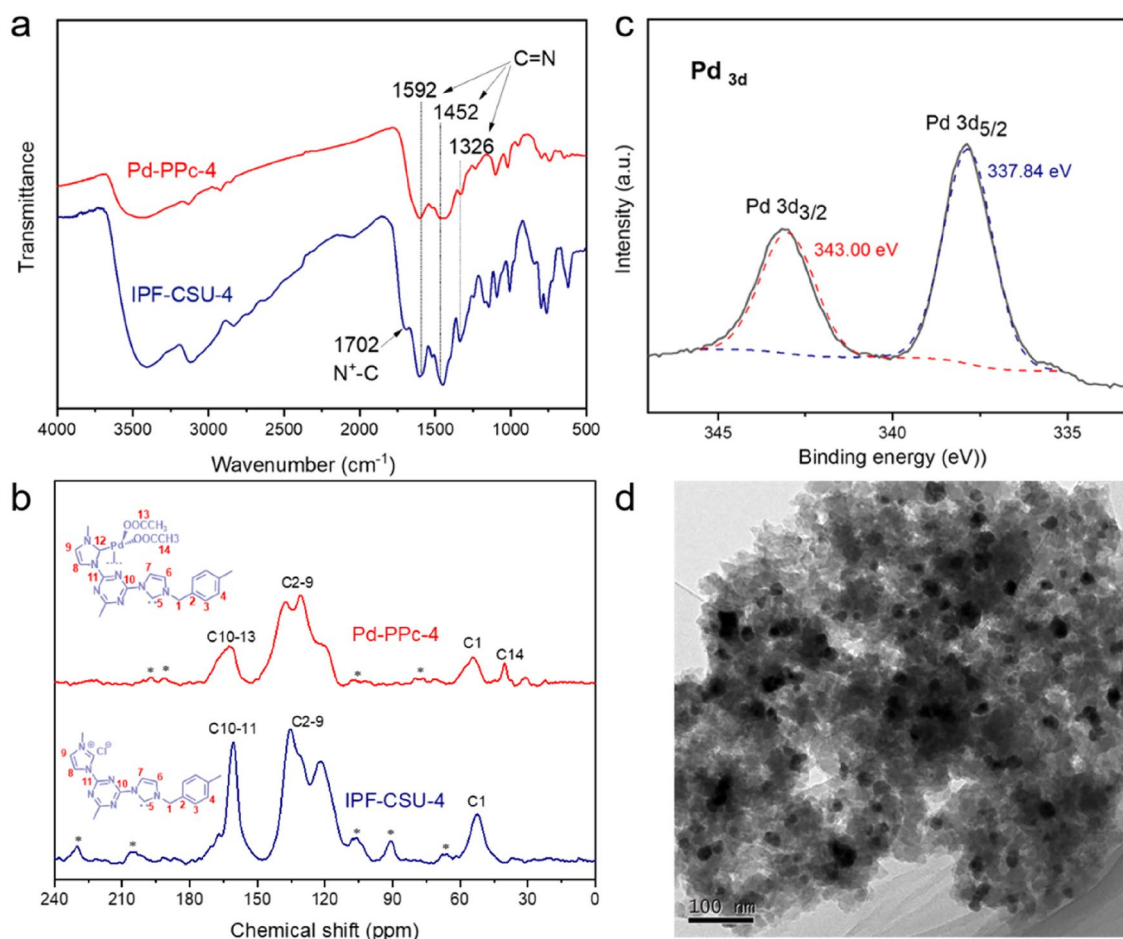 a
C=N
1592
1452
1326
Pd-PPc-4
IPF-CSU-4
1702
N⁺-C
Transmittance
4000 3500 3000 2500 2000 1500 1000 500
Wavenumber (cm⁻¹)
c
Pd 3d
Pd 3d5/2
337.84 eV
Pd 3d3/2
343.00 eV
Intensity (a.u.)
345 340 335
Binding energy (eV))
b
13
OOCCH3
12 Pd OOCCH3
14
N
9
8 N
11 N 10 N 7 6
N N N 5 1 2 3 4
C2-9
C10-13
Pd-PPc-4
C1
C14
* * * *
N ⊕ Cl⊖
9
8 N
11 N 10 N 7 6
N N N 5 1 2 3 4
C10-11
C2-9
IPF-CSU-4
C1
* * * * *
240 210 180 150 120 90 60 30 0
Chemical shift (ppm)
d
100 nm